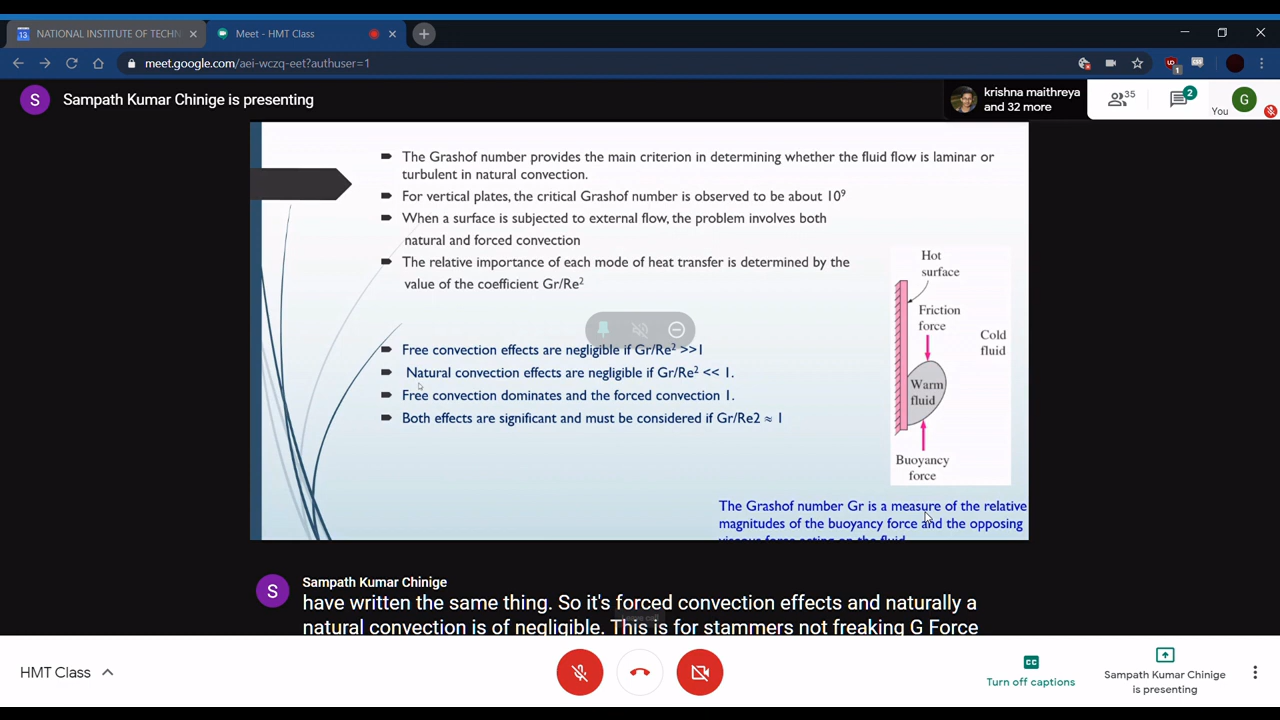 NATIONAL INSTITUTE OF TECHN
Meet - HMT Class
meet.google.com/aei-wczq-eet?authuser=1
S Sampath Kumar Chinige is presenting
krishna maithreya
and 32 more
35
2
You
G
The Grashof number provides the main criterion in determining whether the fluid flow is laminar or
turbulent in natural convection.
For vertical plates, the critical Grashof number is observed to be about 10⁹
When a surface is subjected to external flow, the problem involves both
natural and forced convection
The relative importance of each mode of heat transfer is determined by the
value of the coefficient Gr/Re²
Free convection effects are negligible if Gr/Re² >>1
Natural convection effects are negligible if Gr/Re² << 1.
Free convection dominates and the forced convection 1.
Both effects are significant and must be considered if Gr/Re2 ≈ 1
Hot
surface
Friction
force
Cold
fluid
Warm
fluid
Buoyancy
force
The Grashof number Gr is a measure of the relative
magnitudes of the buoyancy force and the opposing
viscous force acting on the fluid
S Sampath Kumar Chinige
have written the same thing. So it's forced convection effects and naturally a
natural convection is of negligible. This is for stammers not freaking G Force
HMT Class
Turn off captions
Sampath Kumar Chinige
is presenting